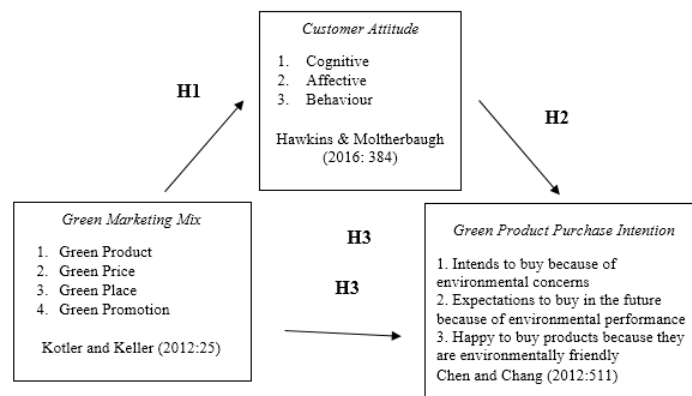 Customer Attitude
1. Cognitive
2. Affective
3. Behaviour
Hawkins & Moltherbaugh
(2016: 384)
H1
H2
Green Marketing Mix
1. Green Product
2. Green Price
3. Green Place
4. Green Promotion
Kotler and Keller (2012:25)
H3
H3
Green Product Purchase Intention
1. Intends to buy because of
environmental concerns
2. Expectations to buy in the future
because of environmental performance
3. Happy to buy products because they
are environmentally friendly
Chen and Chang (2012:511)